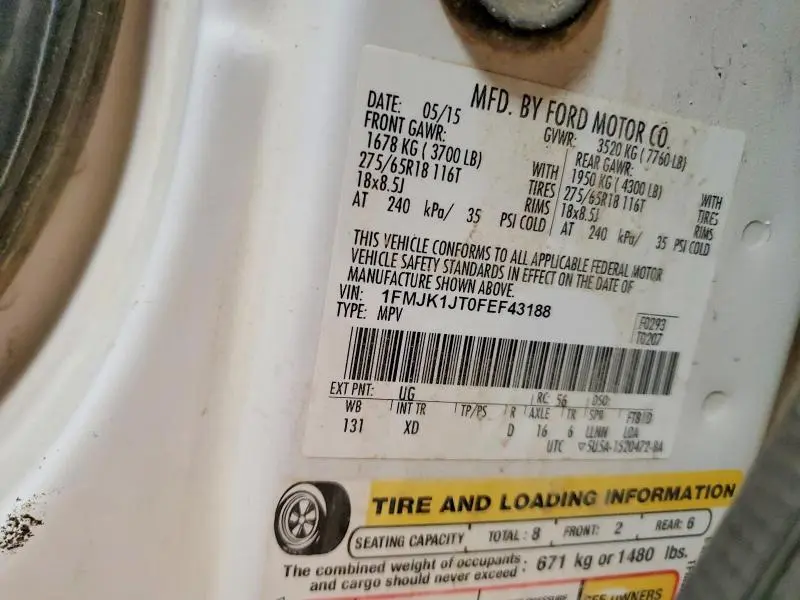 MFD. BY FORD MOTOR CO.
DATE: 05/15 GVWR: 3520 KG (7760 LB)
FRONT GAWR: REAR GAWR:
1678 KG (3700 LB) WITH 1950 KG (4300 LB) WITH
275/65R18 116T TIRES 275/65R18 116T TIRES
18x8.5J RIMS 18x8.5J RIMS
AT 240 kPa/ 35 PSI COLD AT 240 kPa/ 35 PSI COLD
THIS VEHICLE CONFORMS TO ALL APPLICABLE FEDERAL MOTOR
VEHICLE SAFETY STANDARDS IN EFFECT ON THE DATE OF
MANUFACTURE SHOWN ABOVE.
VIN: 1FMJK1JT0FEF43188
TYPE: MPV
F0293
T0207
EXT PNT: UG RC: 56 DSO:
WB INT TR TP/PS R AXLE TR SPR
131 XD D 16 6 LLNN
UTC ▽5USA-1520472-BA
TIRE AND LOADING INFORMATION
SEATING CAPACITY TOTAL: 8 FRONT: 2 REAR: 6
The combined weight of occupants
and cargo should never exceed : 671 kg or 1480 lbs.
SEE OWNERS